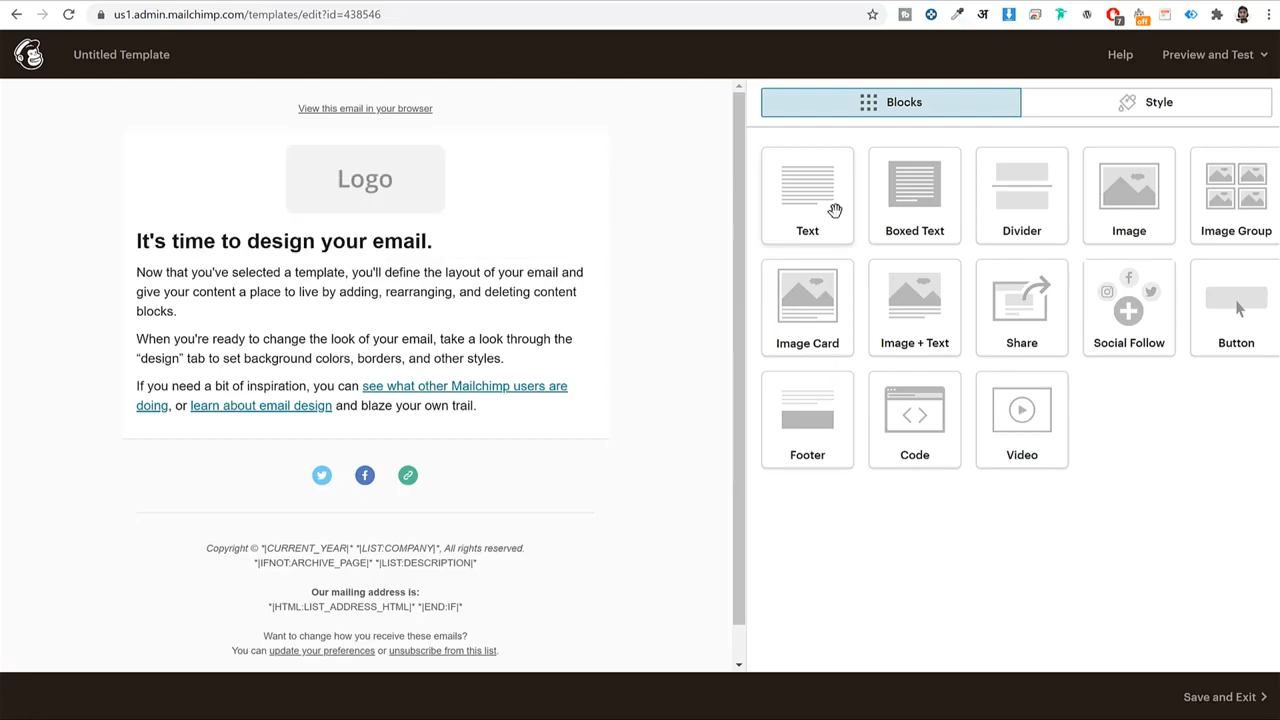 us1.admin.mailchimp.com/templates/edit?id=438546
7
off
Untitled Template
Help
Preview and Test
View this email in your browser
Logo
It's time to design your email.
Now that you've selected a template, you'll define the layout of your email and
give your content a place to live by adding, rearranging, and deleting content
blocks.
When you're ready to change the look of your email, take a look through the
“design” tab to set background colors, borders, and other styles.
If you need a bit of inspiration, you can see what other Mailchimp users are
doing, or learn about email design and blaze your own trail.
Copyright © *|CURRENT_YEAR|* *|LIST:COMPANY|*, All rights reserved.
*|IFNOT:ARCHIVE_PAGE|* *|LIST:DESCRIPTION|*
Our mailing address is:
*|HTML:LIST_ADDRESS_HTML|* *|END:IF|*
Want to change how you receive these emails?
You can update your preferences or unsubscribe from this list.
Blocks
Style
Text
Boxed Text
Divider
Image
Image Group
Image Card
Image + Text
Share
Social Follow
Button
Footer
Code
Video
Save and Exit